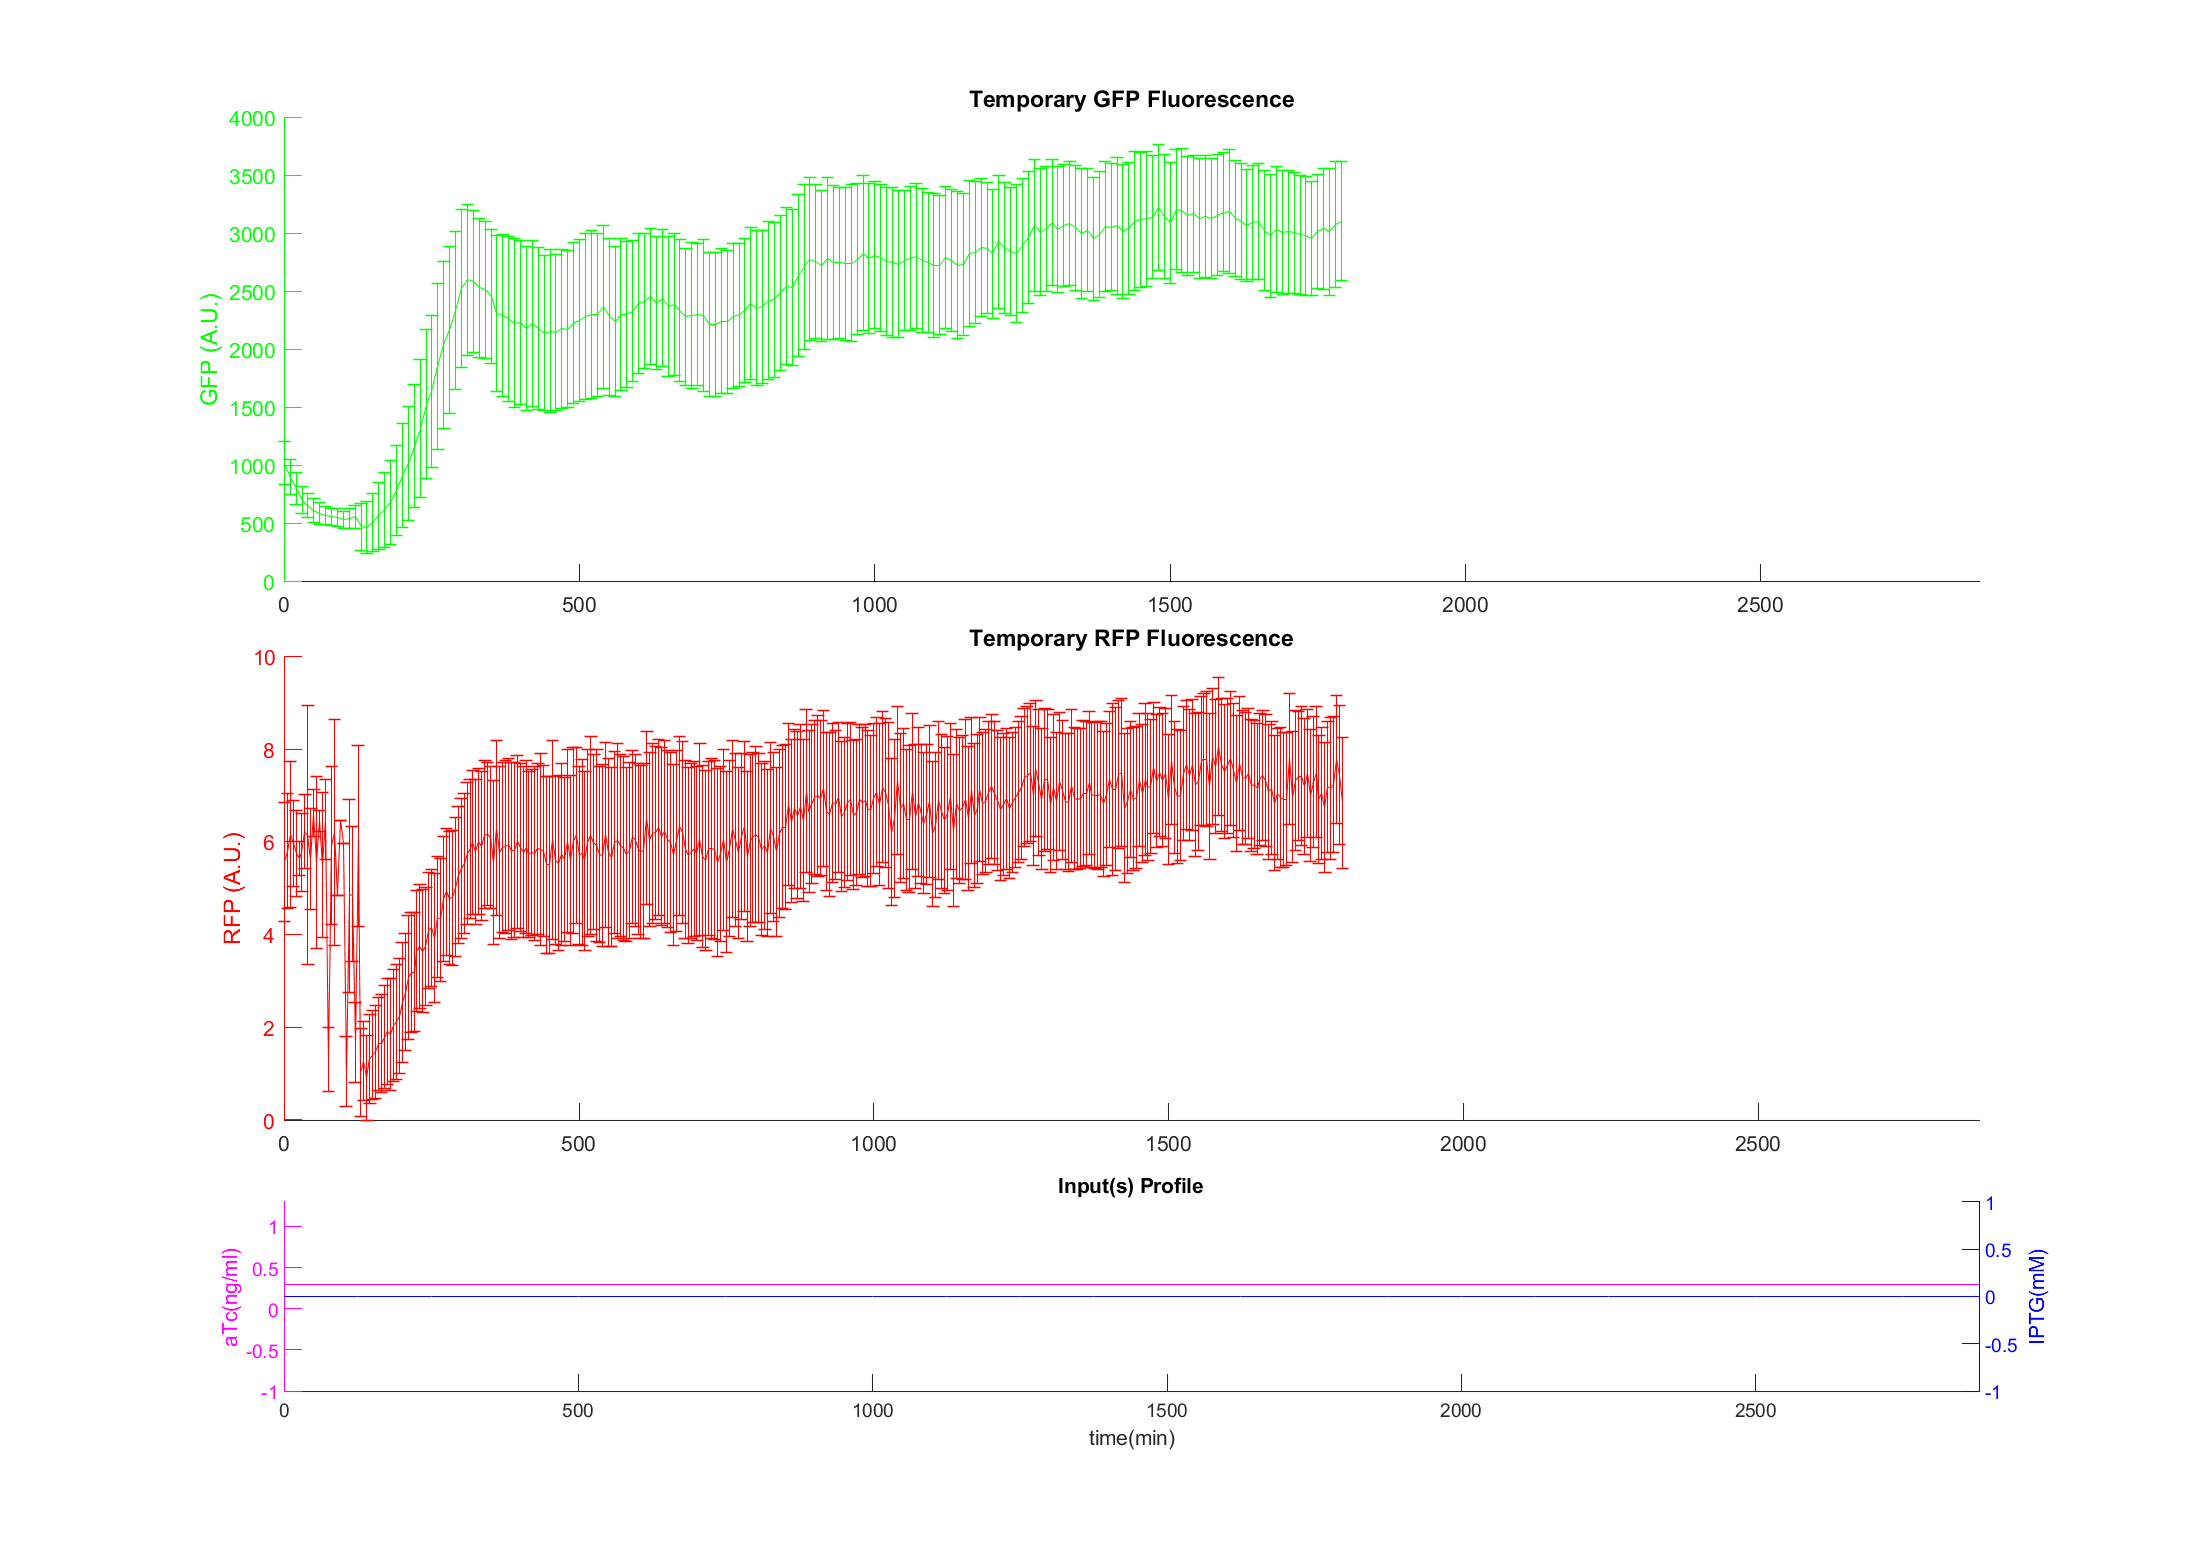 Temporary GFP Fluorescence
4000
3500
3000
2500
2000
1500
1000
500
0
GFP (A.U.)
0 500 1000 1500 2000 2500
Temporary RFP Fluorescence
10
8
6
4
2
0
RFP (A.U.)
0 500 1000 1500 2000 2500
Input(s) Profile
1
0.5
0
-0.5
-1
aTc(ng/ml)
1
0.5
0
-0.5
-1
IPTG(mM)
0 500 1000 1500 2000 2500
time(min)